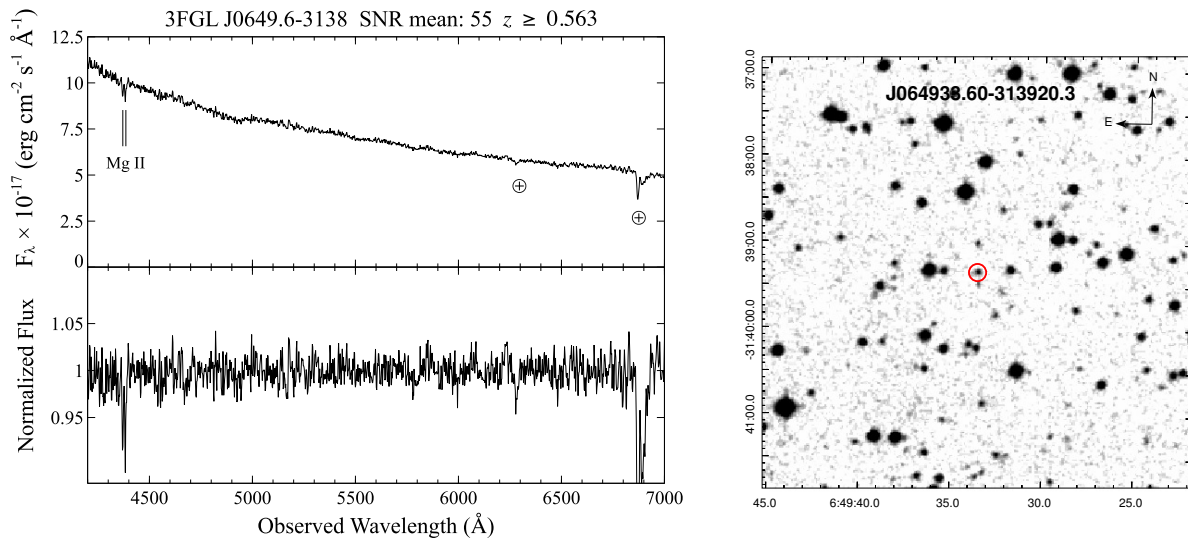 3FGL J0649.6-3138 SNR mean: 55 z ≥ 0.563
12.5
10
7.5
5
2.5
0
F_λ × 10⁻¹⁷ (erg cm⁻² s⁻¹ Å⁻¹)
Mg II
1.05
1
0.95
Normalized Flux
4500 5000 5500 6000 6500 7000
Observed Wavelength (Å)
J064933.60-313920.3
N
E
37:00.0
38:00.0
39:00.0
-31:40:00.0
41:00.0
45.0 6:49:40.0 35.0 30.0 25.0